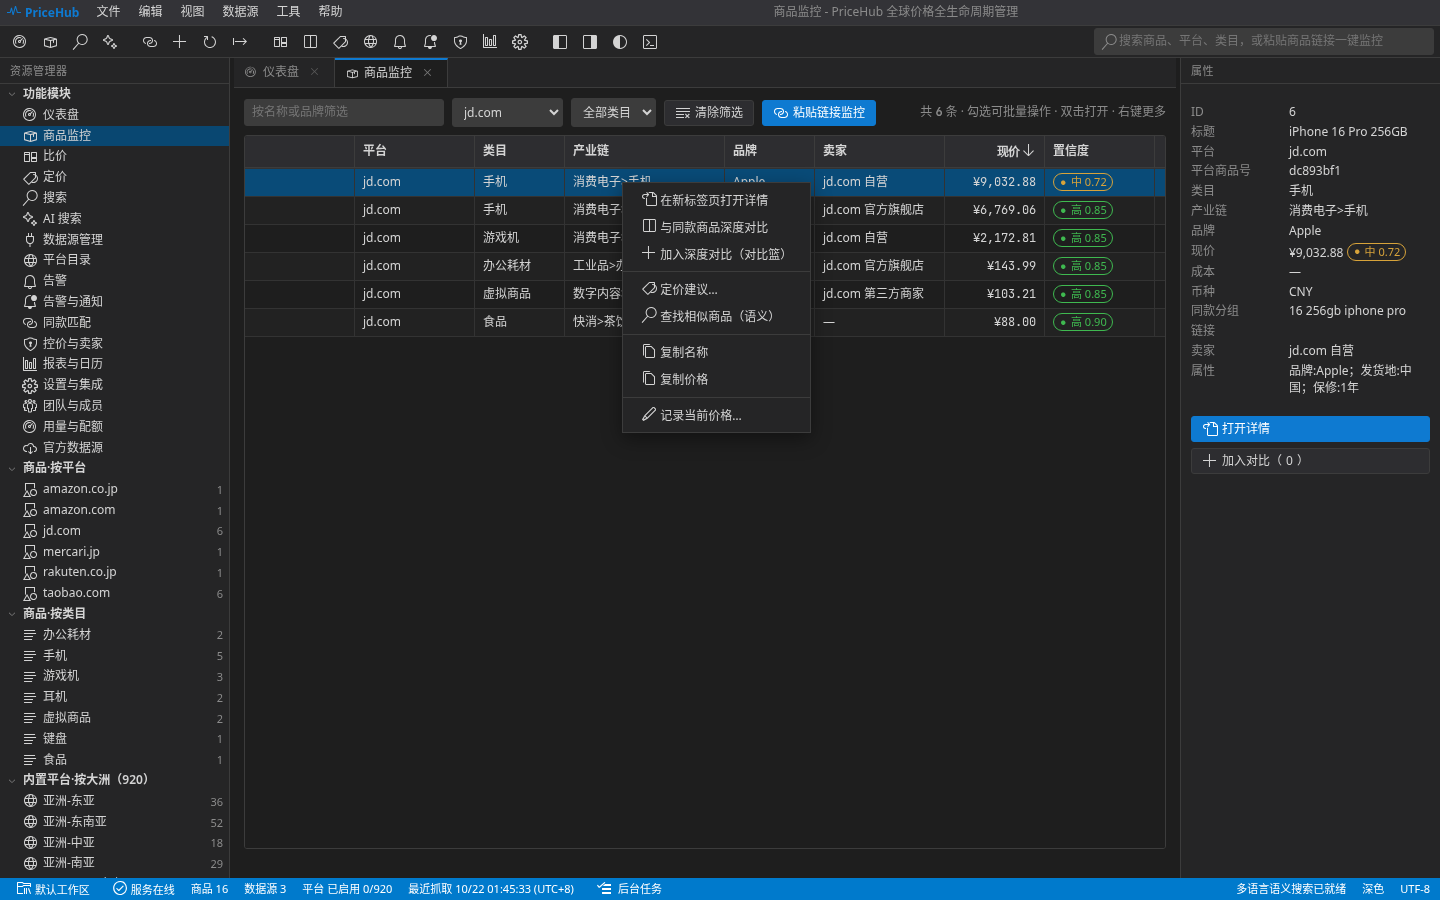 PriceHub 文件 编辑 视图 数据源 工具 帮助 商品监控 - PriceHub 全球价格全生命周期管理
搜索商品、平台、类目，或粘贴商品链接一键监控
资源管理器
功能模块
仪表盘
商品监控
比价
定价
搜索
AI 搜索
数据源管理
平台目录
告警
告警与通知
同款匹配
控价与卖家
报表与日历
设置与集成
团队与成员
用量与配额
官方数据源
商品·按平台
amazon.co.jp 1
amazon.com 1
jd.com 6
mercari.jp 1
rakuten.co.jp 1
taobao.com 6
商品·按类目
办公耗材 2
手机 5
游戏机 3
耳机 2
虚拟商品 2
键盘 1
食品 1
内置平台·按大洲（920）
亚洲-东亚 36
亚洲-东南亚 52
亚洲-中亚 18
亚洲-南亚 29
仪表盘 商品监控
按名称或品牌筛选 jd.com 全部类目 清除筛选 粘贴链接监控 共 6 条 · 勾选可批量操作 · 双击打开 · 右键更多
平台 类目 产业链 品牌 卖家 现价 置信度
jd.com 手机 消费电子>手机 Apple jd.com 自营 ¥9,032.88 中 0.72
jd.com 手机 消费电子 jd.com 官方旗舰店 ¥6,769.06 高 0.85
jd.com 游戏机 消费电子 jd.com 自营 ¥2,172.81 高 0.85
jd.com 办公耗材 工业品>办 jd.com 官方旗舰店 ¥143.99 高 0.85
jd.com 虚拟商品 数字内容 jd.com 第三方商家 ¥103.21 高 0.85
jd.com 食品 快消>茶饮 — ¥88.00 高 0.90
在新标签页打开详情
与同款商品深度对比
加入深度对比（对比篮）
定价建议…
查找相似商品（语义）
复制名称
复制价格
记录当前价格…
属性
ID 6
标题 iPhone 16 Pro 256GB
平台 jd.com
平台商品号 dc893bf1
类目 手机
产业链 消费电子>手机
品牌 Apple
现价 ¥9,032.88 中 0.72
成本 —
币种 CNY
同款分组 16 256gb iphone pro
链接
卖家 jd.com 自营
属性 品牌:Apple；发货地:中
国；保修:1年
打开详情
加入对比（ 0 ）
默认工作区 服务在线 商品 16 数据源 3 平台 已启用 0/920 最近抓取 10/22 01:45:33 (UTC+8) 后台任务 多语言语义搜索已就绪 深色 UTF-8